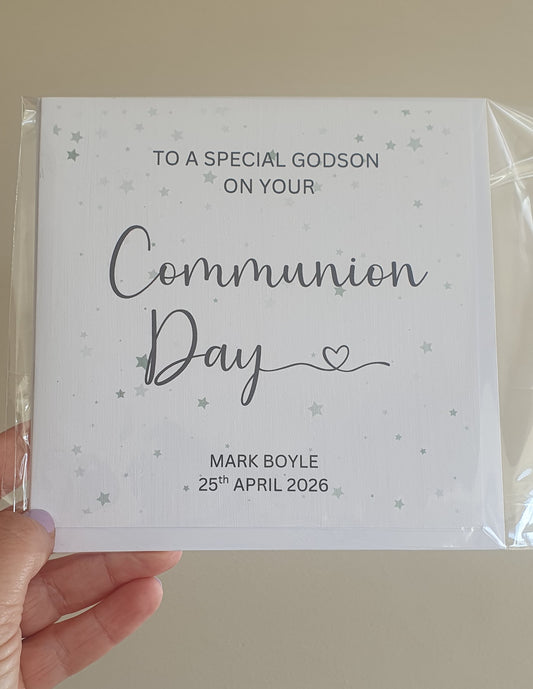 TO A SPECIAL GODSON
ON YOUR
Communion
Day
MARK BOYLE
25th APRIL 2026